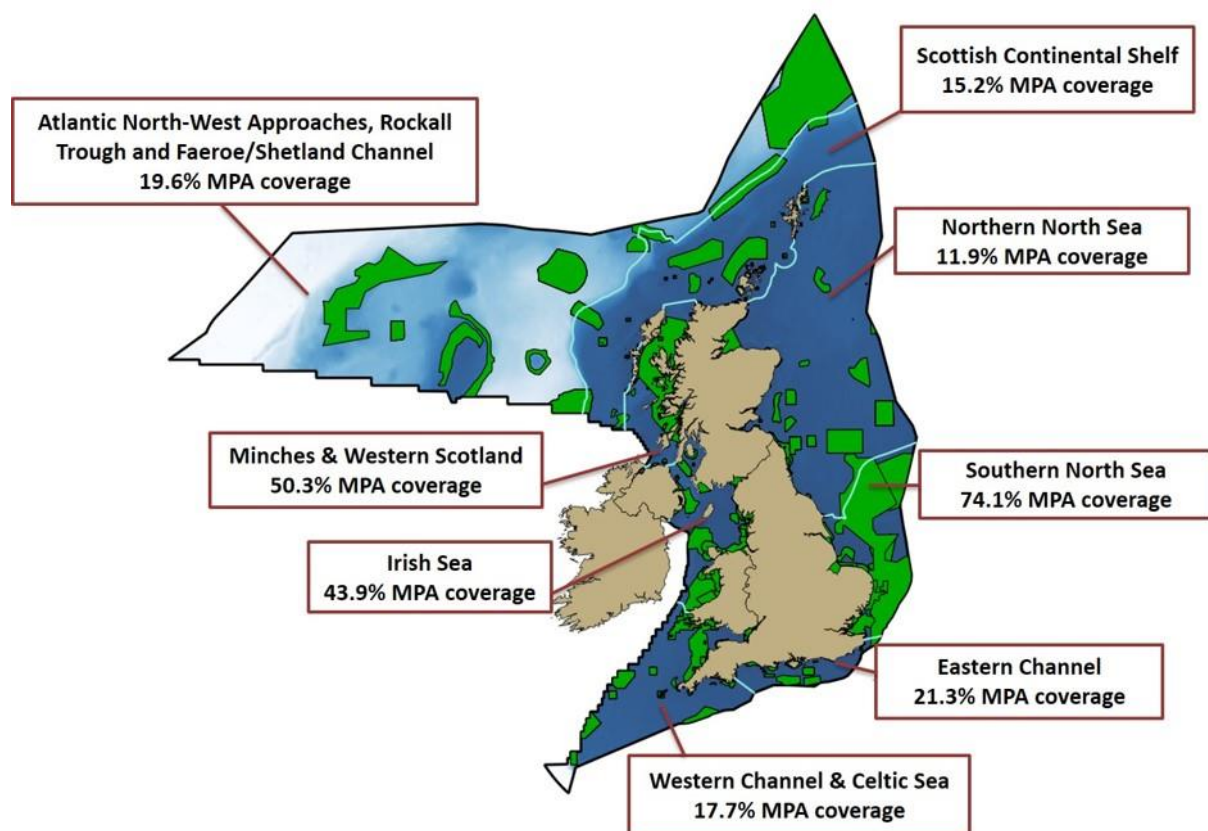 Scottish Continental Shelf
15.2% MPA coverage
Atlantic North-West Approaches, Rockall
Trough and Faeroe/Shetland Channel
19.6% MPA coverage
Northern North Sea
11.9% MPA coverage
Minches & Western Scotland
50.3% MPA coverage
Southern North Sea
74.1% MPA coverage
Irish Sea
43.9% MPA coverage
Eastern Channel
21.3% MPA coverage
Western Channel & Celtic Sea
17.7% MPA coverage